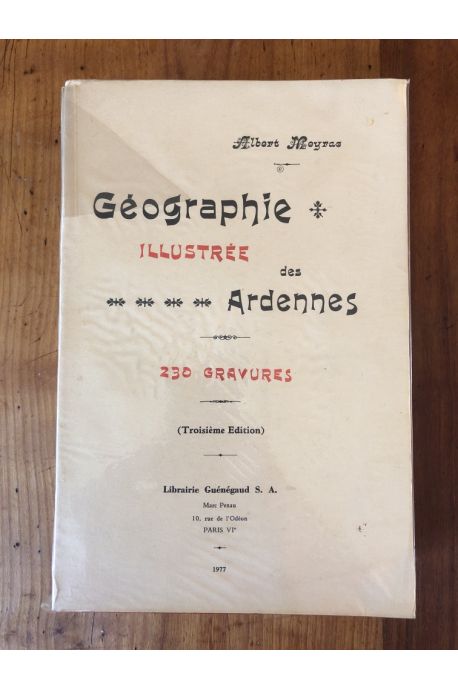 Albert Meyrac
Géographie
ILLUSTRÉE
des
Ardennes
230 GRAVURES
(Troisième Edition)
Librairie Guénégaud S. A.
Marc Penau
10, rue de l'Odéon
PARIS VIe
1977